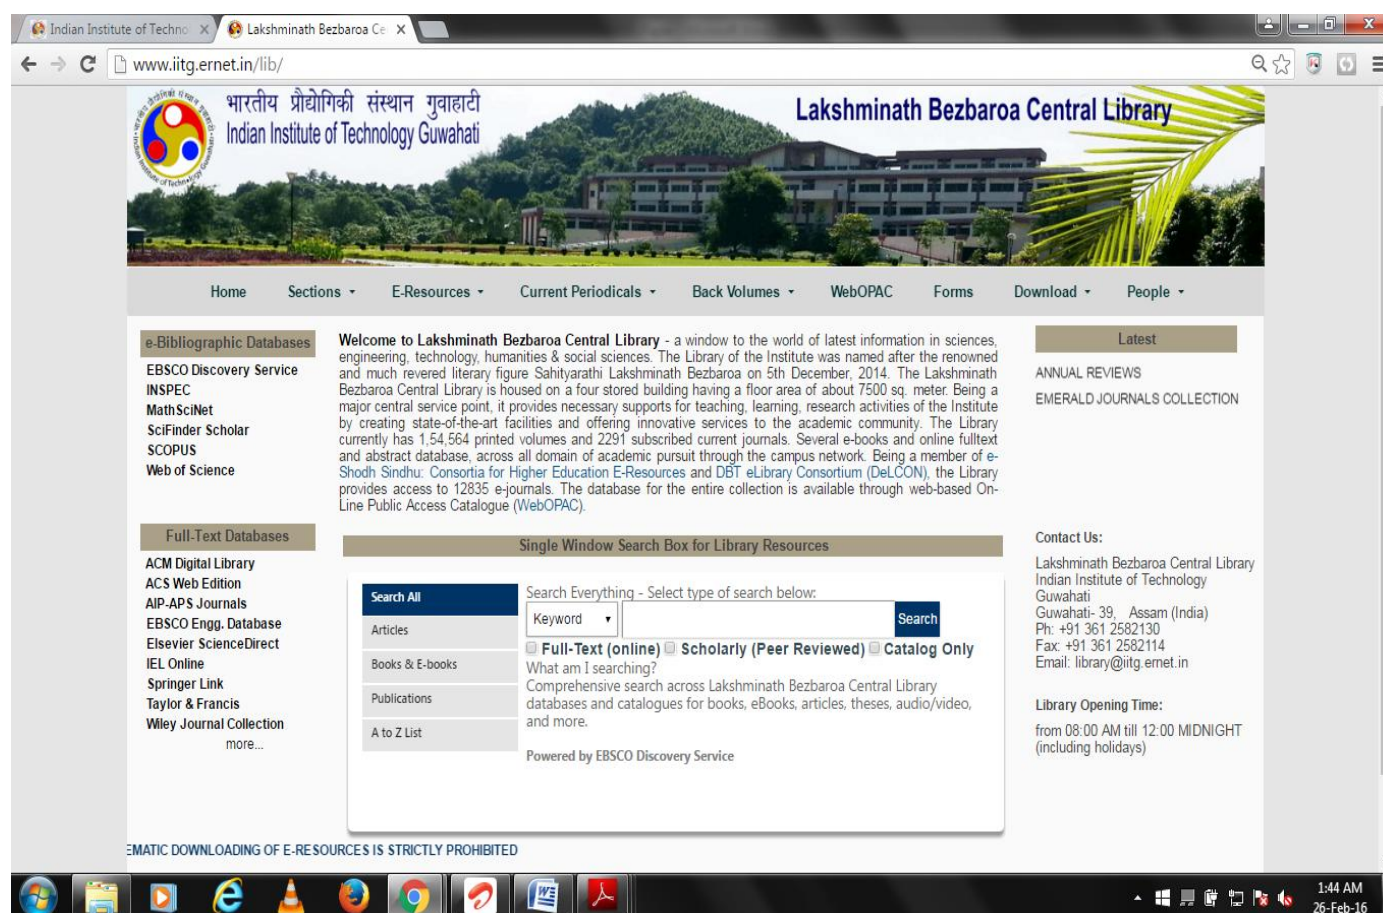 Indian Institute of Techno
Lakshminath Bezbaroa Ce
www.iitg.ernet.in/lib/
भारतीय प्रौद्योगिकी संस्थान गुवाहाटी
Indian Institute of Technology Guwahati
Lakshminath Bezbaroa Central Library
Home Sections E-Resources Current Periodicals Back Volumes WebOPAC Forms Download People
e-Bibliographic Databases
EBSCO Discovery Service
INSPEC
MathSciNet
SciFinder Scholar
SCOPUS
Web of Science
Full-Text Databases
ACM Digital Library
ACS Web Edition
AIP-APS Journals
EBSCO Engg. Database
Elsevier ScienceDirect
IEL Online
Springer Link
Taylor & Francis
Wiley Journal Collection
more...
Welcome to Lakshminath Bezbaroa Central Library - a window to the world of latest information in sciences,
engineering, technology, humanities & social sciences. The Library of the Institute was named after the renowned
and much revered literary figure Sahityarathi Lakshminath Bezbaroa on 5th December, 2014. The Lakshminath
Bezbaroa Central Library is housed on a four stored building having a floor area of about 7500 sq. meter. Being a
major central service point, it provides necessary supports for teaching, learning, research activities of the Institute
by creating state-of-the-art facilities and offering innovative services to the academic community. The Library
currently has 1,54,564 printed volumes and 2291 subscribed current journals. Several e-books and online fulltext
and abstract database, across all domain of academic pursuit through the campus network. Being a member of e-
Shodh Sindhu: Consortia for Higher Education E-Resources and DBT eLibrary Consortium (DeLCON), the Library
provides access to 12835 e-journals. The database for the entire collection is available through web-based On-
Line Public Access Catalogue (WebOPAC).
Single Window Search Box for Library Resources
Search All
Articles
Books & E-books
Publications
A to Z List
Search Everything - Select type of search below:
Keyword Search
Full-Text (online) Scholarly (Peer Reviewed) Catalog Only
What am I searching?
Comprehensive search across Lakshminath Bezbaroa Central Library
databases and catalogues for books, eBooks, articles, theses, audio/video,
and more.
Powered by EBSCO Discovery Service
Latest
ANNUAL REVIEWS
EMERALD JOURNALS COLLECTION
Contact Us:
Lakshminath Bezbaroa Central Library
Indian Institute of Technology
Guwahati
Guwahati- 39, Assam (India)
Ph: +91 361 2582130
Fax: +91 361 2582114
Email: library@iitg.ernet.in
Library Opening Time:
from 08:00 AM till 12:00 MIDNIGHT
(including holidays)
EMATIC DOWNLOADING OF E-RESOURCES IS STRICTLY PROHIBITED
1:44 AM
26-Feb-16